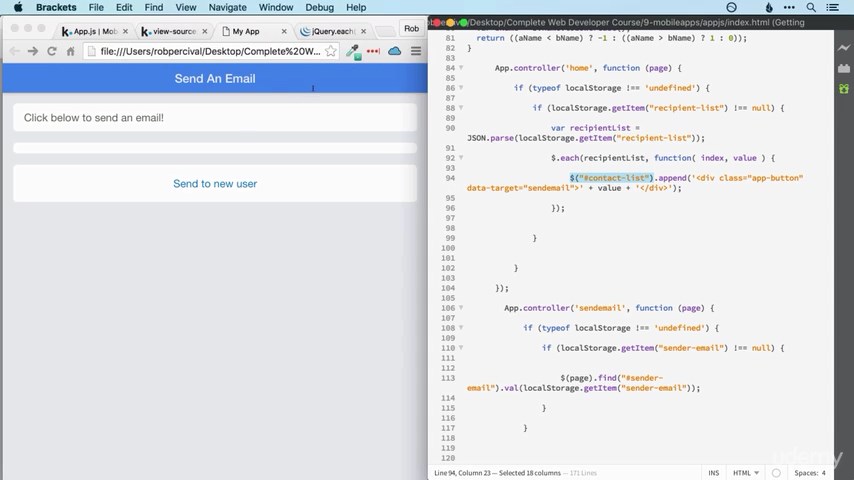 Brackets File Edit Find View Navigate Window Debug Help
App.js | Mob
view-source:
My App
jQuery.each(
Rob
file:///Users/robpercival/Desktop/Complete%20W...
robpercival/Desktop/Complete Web Developer Course/9-mobileapps/appjs/index.html (Getting
Send An Email
Click below to send an email!
Send to new user
81 return ((aName < bName) ? -1 : ((aName > bName) ? 1 : 0));
82 }
83
84 App.controller('home', function (page) {
85
86 if (typeof localStorage !== 'undefined') {
87
88 if (localStorage.getItem("recipient-list") !== null) {
89
90 var recipientList =
JSON.parse(localStorage.getItem("recipient-list"));
91
92 $.each(recipientList, function( index, value ) {
93
94 $("#contact-list").append('<div class="app-button"
data-target="sendemail">' + value + '</div>');
95
96 });
97
98
99 }
100
101
102 }
103
104 });
105
106 App.controller('sendemail', function (page) {
107
108 if (typeof localStorage !== 'undefined') {
109
110 if (localStorage.getItem("sender-email") !== null) {
111
112
113 $(page).find("#sender-
email").val(localStorage.getItem("sender-email"));
114
115 }
116
117 }
118
119
120
Line 94, Column 23 — Selected 18 columns — 171 Lines
INS HTML Spaces: 4
udemy